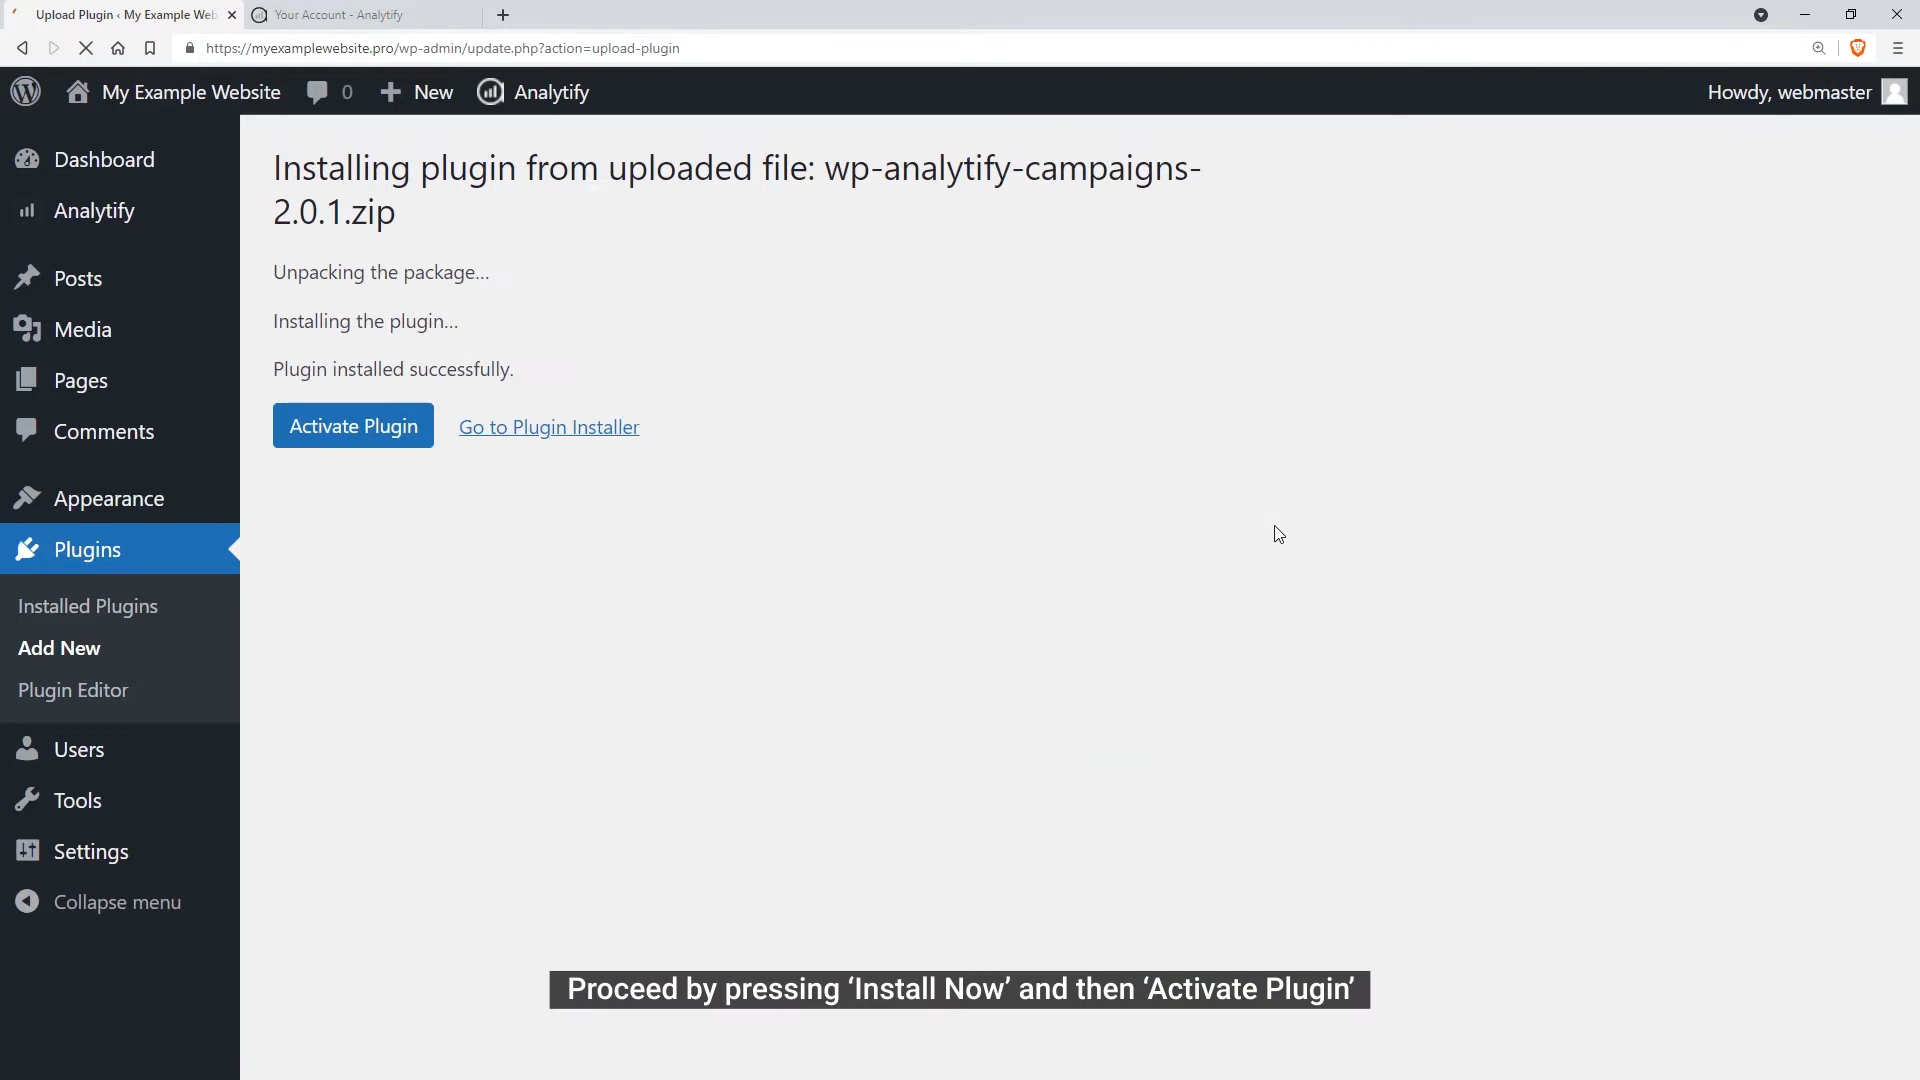 Upload Plugin ‹ My Example Web
Your Account - Analytify
https://myexamplewebsite.pro/wp-admin/update.php?action=upload-plugin
My Example Website
0
New
Analytify
Howdy, webmaster
Dashboard
Analytify
Posts
Media
Pages
Comments
Appearance
Plugins
Installed Plugins
Add New
Plugin Editor
Users
Tools
Settings
Collapse menu
Installing plugin from uploaded file: wp-analytify-campaigns-
2.0.1.zip
Unpacking the package…
Installing the plugin…
Plugin installed successfully.
Activate Plugin
Go to Plugin Installer
Proceed by pressing ‘Install Now’ and then ‘Activate Plugin’